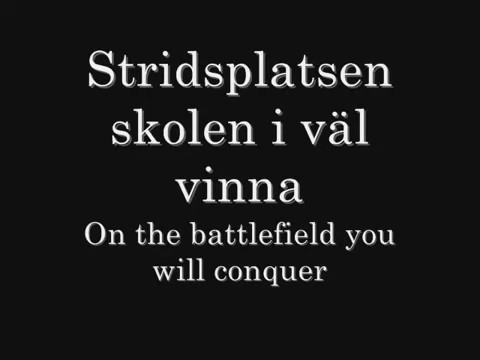 Stridsplatsen
skolen i väl
vinna
On the battlefield you
will conquer